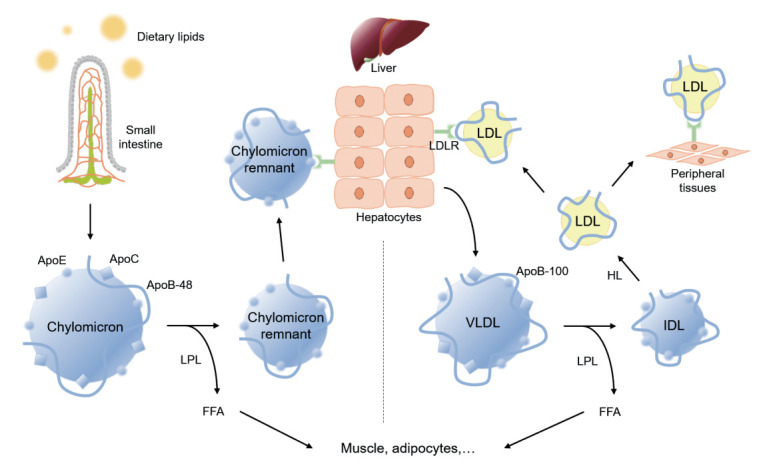 Dietary lipids
Small
intestine
Liver
Chylomicron
remnant
LDLR
LDL
LDL
Peripheral
tissues
Hepatocytes
LDL
ApoE
ApoC
ApoB-48
Chylomicron
LPL
FFA
Chylomicron
remnant
ApoB-100
VLDL
LPL
FFA
HL
IDL
Muscle, adipocytes,...